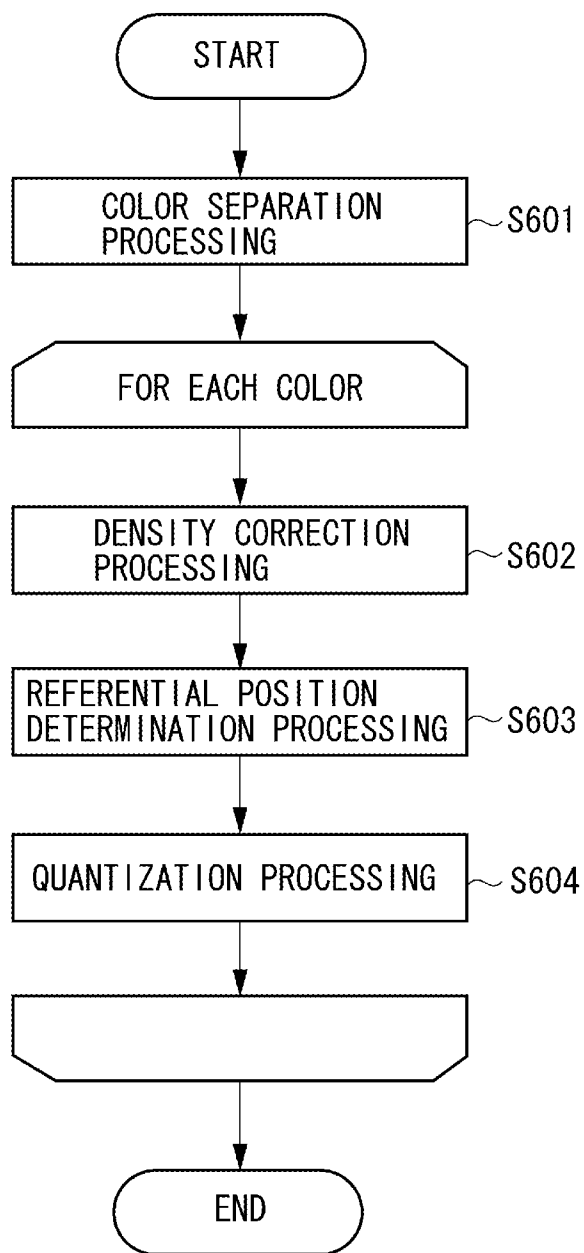 START
COLOR SEPARATION
PROCESSING
S601
FOR EACH COLOR
DENSITY CORRECTION
PROCESSING
S602
REFERENTIAL POSITION
DETERMINATION PROCESSING
S603
QUANTIZATION PROCESSING
S604
END